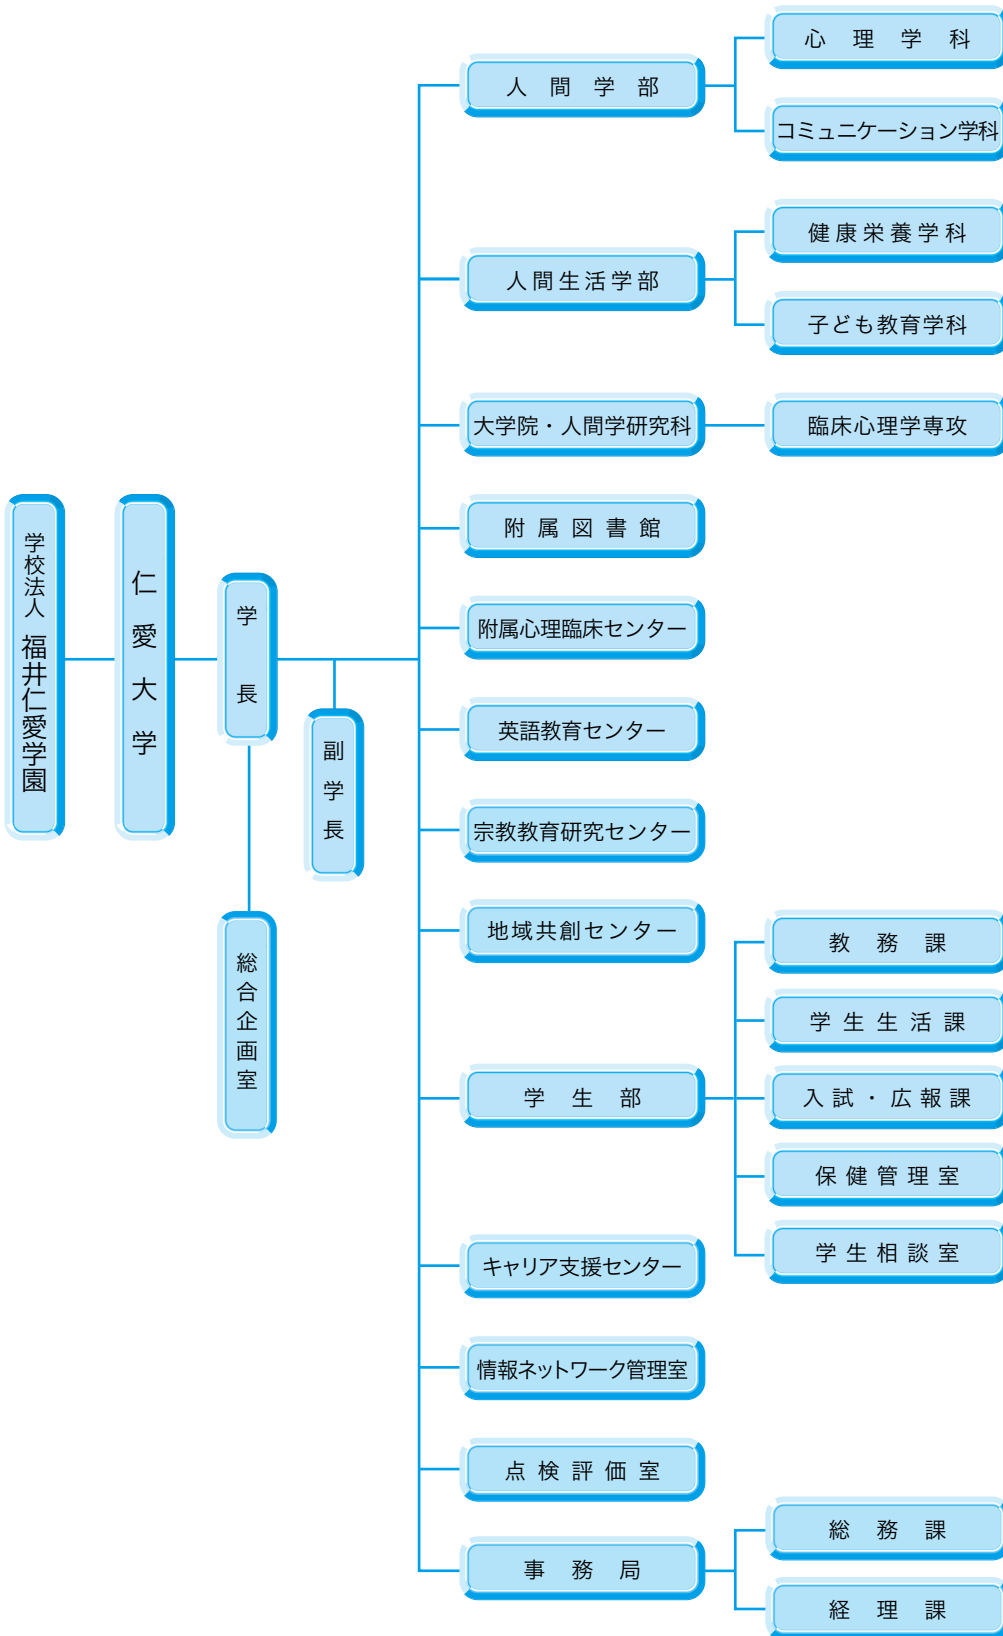 学校法人 福井仁愛学園
仁愛大学
学長
副学長
総合企画室
人間学部
心理学科
コミュニケーション学科
人間生活学部
健康栄養学科
子ども教育学科
大学院・人間学研究科
臨床心理学専攻
附属図書館
附属心理臨床センター
英語教育センター
宗教教育研究センター
地域共創センター
学生部
教務課
学生生活課
入試・広報課
保健管理室
学生相談室
キャリア支援センター
情報ネットワーク管理室
点検評価室
事務局
総務課
経理課